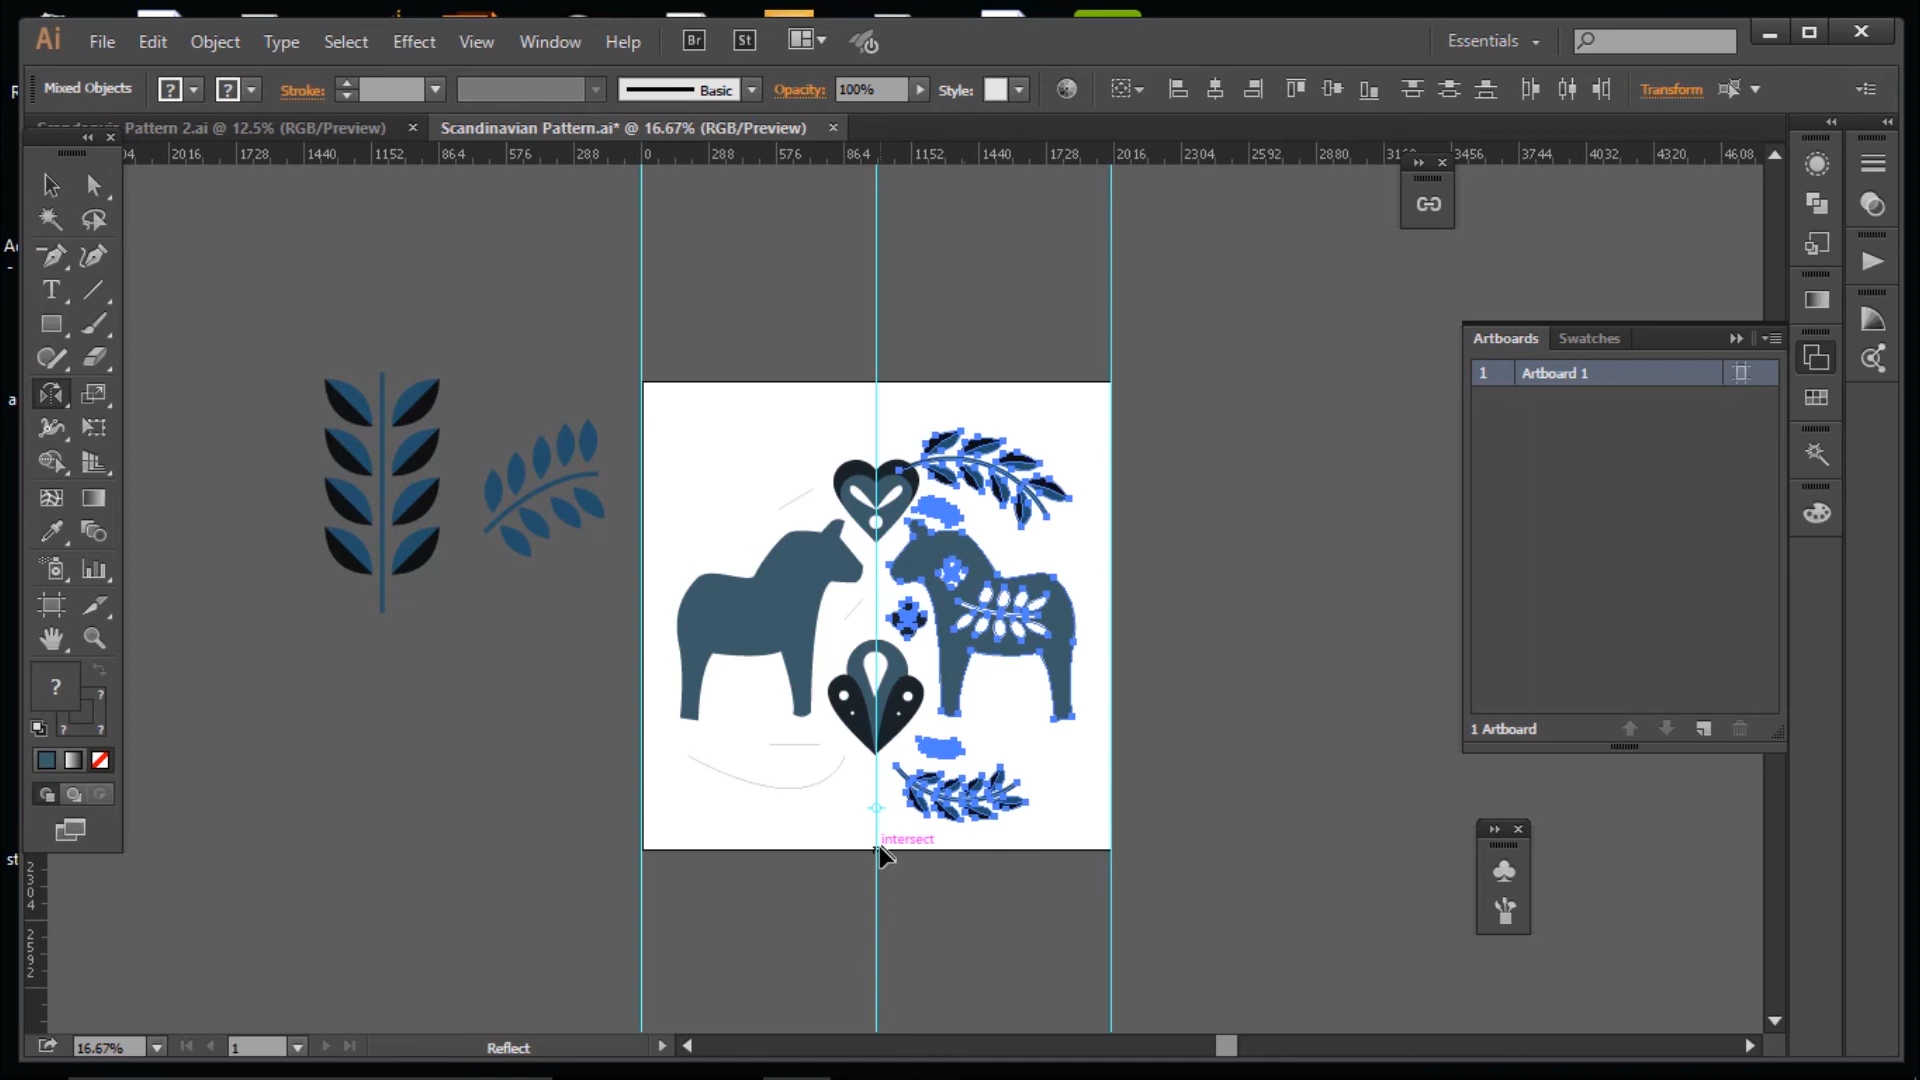 Ai File Edit Object Type Select Effect View Window Help Br St Essentials
Mixed Objects ? ? Stroke: Basic Opacity: 100% Style: Transform
Pattern 2.ai @ 12.5% (RGB/Preview) × Scandinavian Pattern.ai* @ 16.67% (RGB/Preview) ×
04 2016 1728 1440 1152 864 576 288 0 288 576 864 1152 1440 1728 2016 2304 2592 2880 3456 3744 4032 4320 4608
Artboards Swatches
1 Artboard 1
T
?
?
? ?
intersect
1 Artboard
2304
2592
16.67% 1 Reflect